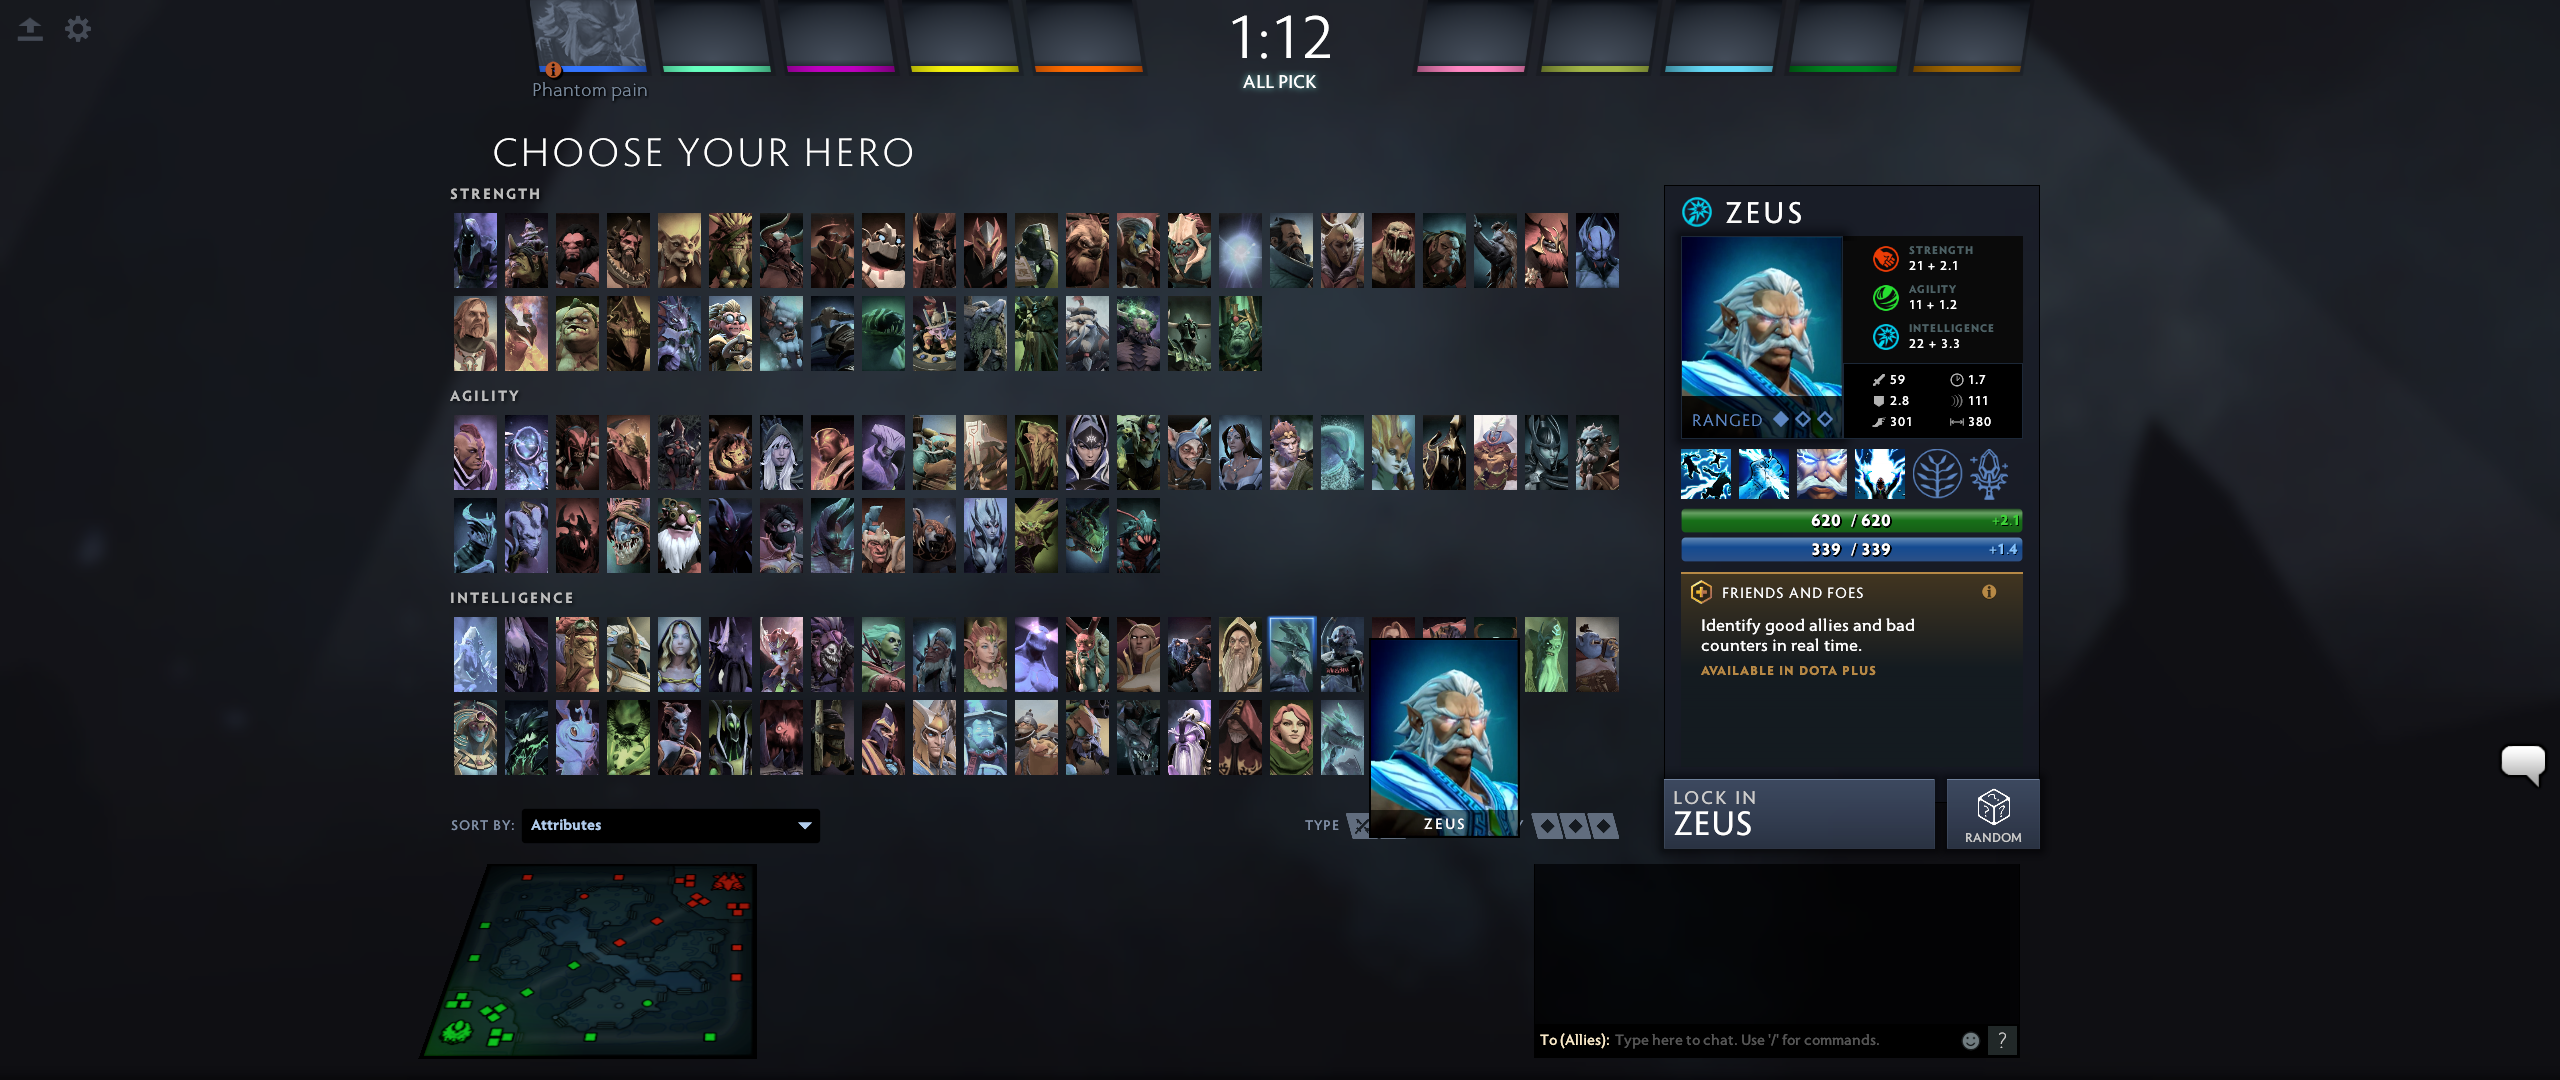 1:12
ALL PICK
Phantom pain
CHOOSE YOUR HERO
STRENGTH
AGILITY
INTELLIGENCE
ZEUS
STRENGTH
21 + 2.1
AGILITY
11 + 1.2
INTELLIGENCE
22 + 3.3
59
1.7
2.8
111
301
380
RANGED
620 / 620
+2.1
339 / 339
+1.4
FRIENDS AND FOES
Identify good allies and bad
counters in real time.
AVAILABLE IN DOTA PLUS
ZEUS
SORT BY:
Attributes
TYPE
LOCK IN
ZEUS
RANDOM
To (Allies): Type here to chat. Use '/' for commands.
?